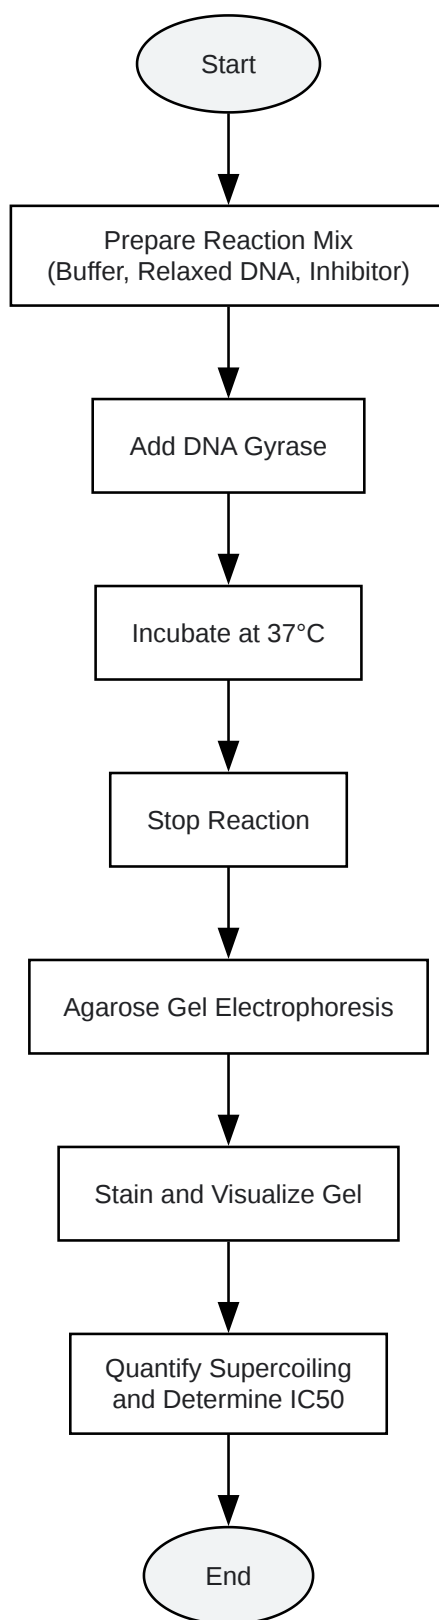 Start
Prepare Reaction Mix
(Buffer, Relaxed DNA, Inhibitor)
Add DNA Gyrase
Incubate at 37°C
Stop Reaction
Agarose Gel Electrophoresis
Stain and Visualize Gel
Quantify Supercoiling
and Determine IC50
End